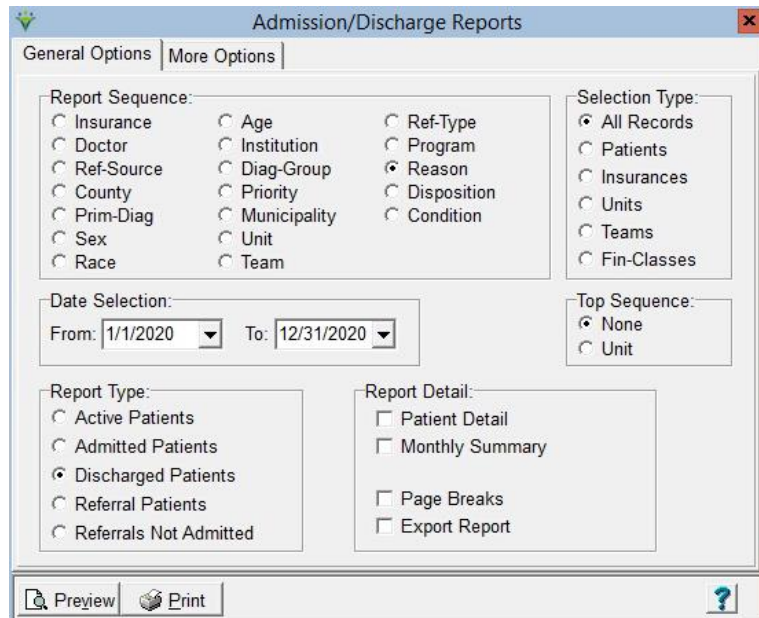 Admission/Discharge Reports
General Options More Options
Report Sequence:
Insurance Age Ref-Type
Doctor Institution Program
Ref-Source Diag-Group Reason
County Priority Disposition
Prim-Diag Municipality Condition
Sex Unit
Race Team
Selection Type:
All Records
Patients
Insurances
Units
Teams
Fin-Classes
Date Selection:
From: 1/1/2020 To: 12/31/2020
Top Sequence:
None
Unit
Report Type:
Active Patients
Admitted Patients
Discharged Patients
Referral Patients
Referrals Not Admitted
Report Detail:
Patient Detail
Monthly Summary
Page Breaks
Export Report
Preview Print ?